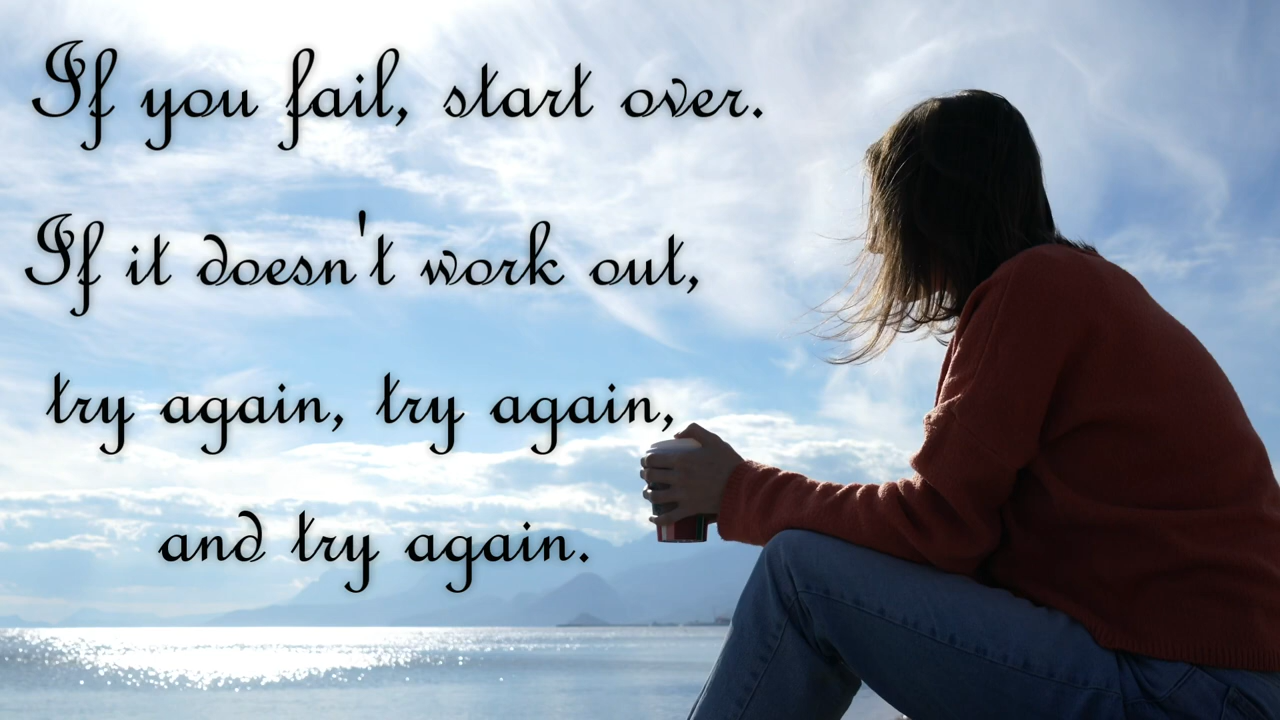 If you fail, start over.
If it doesn't work out,
try again, try again,
and try again.